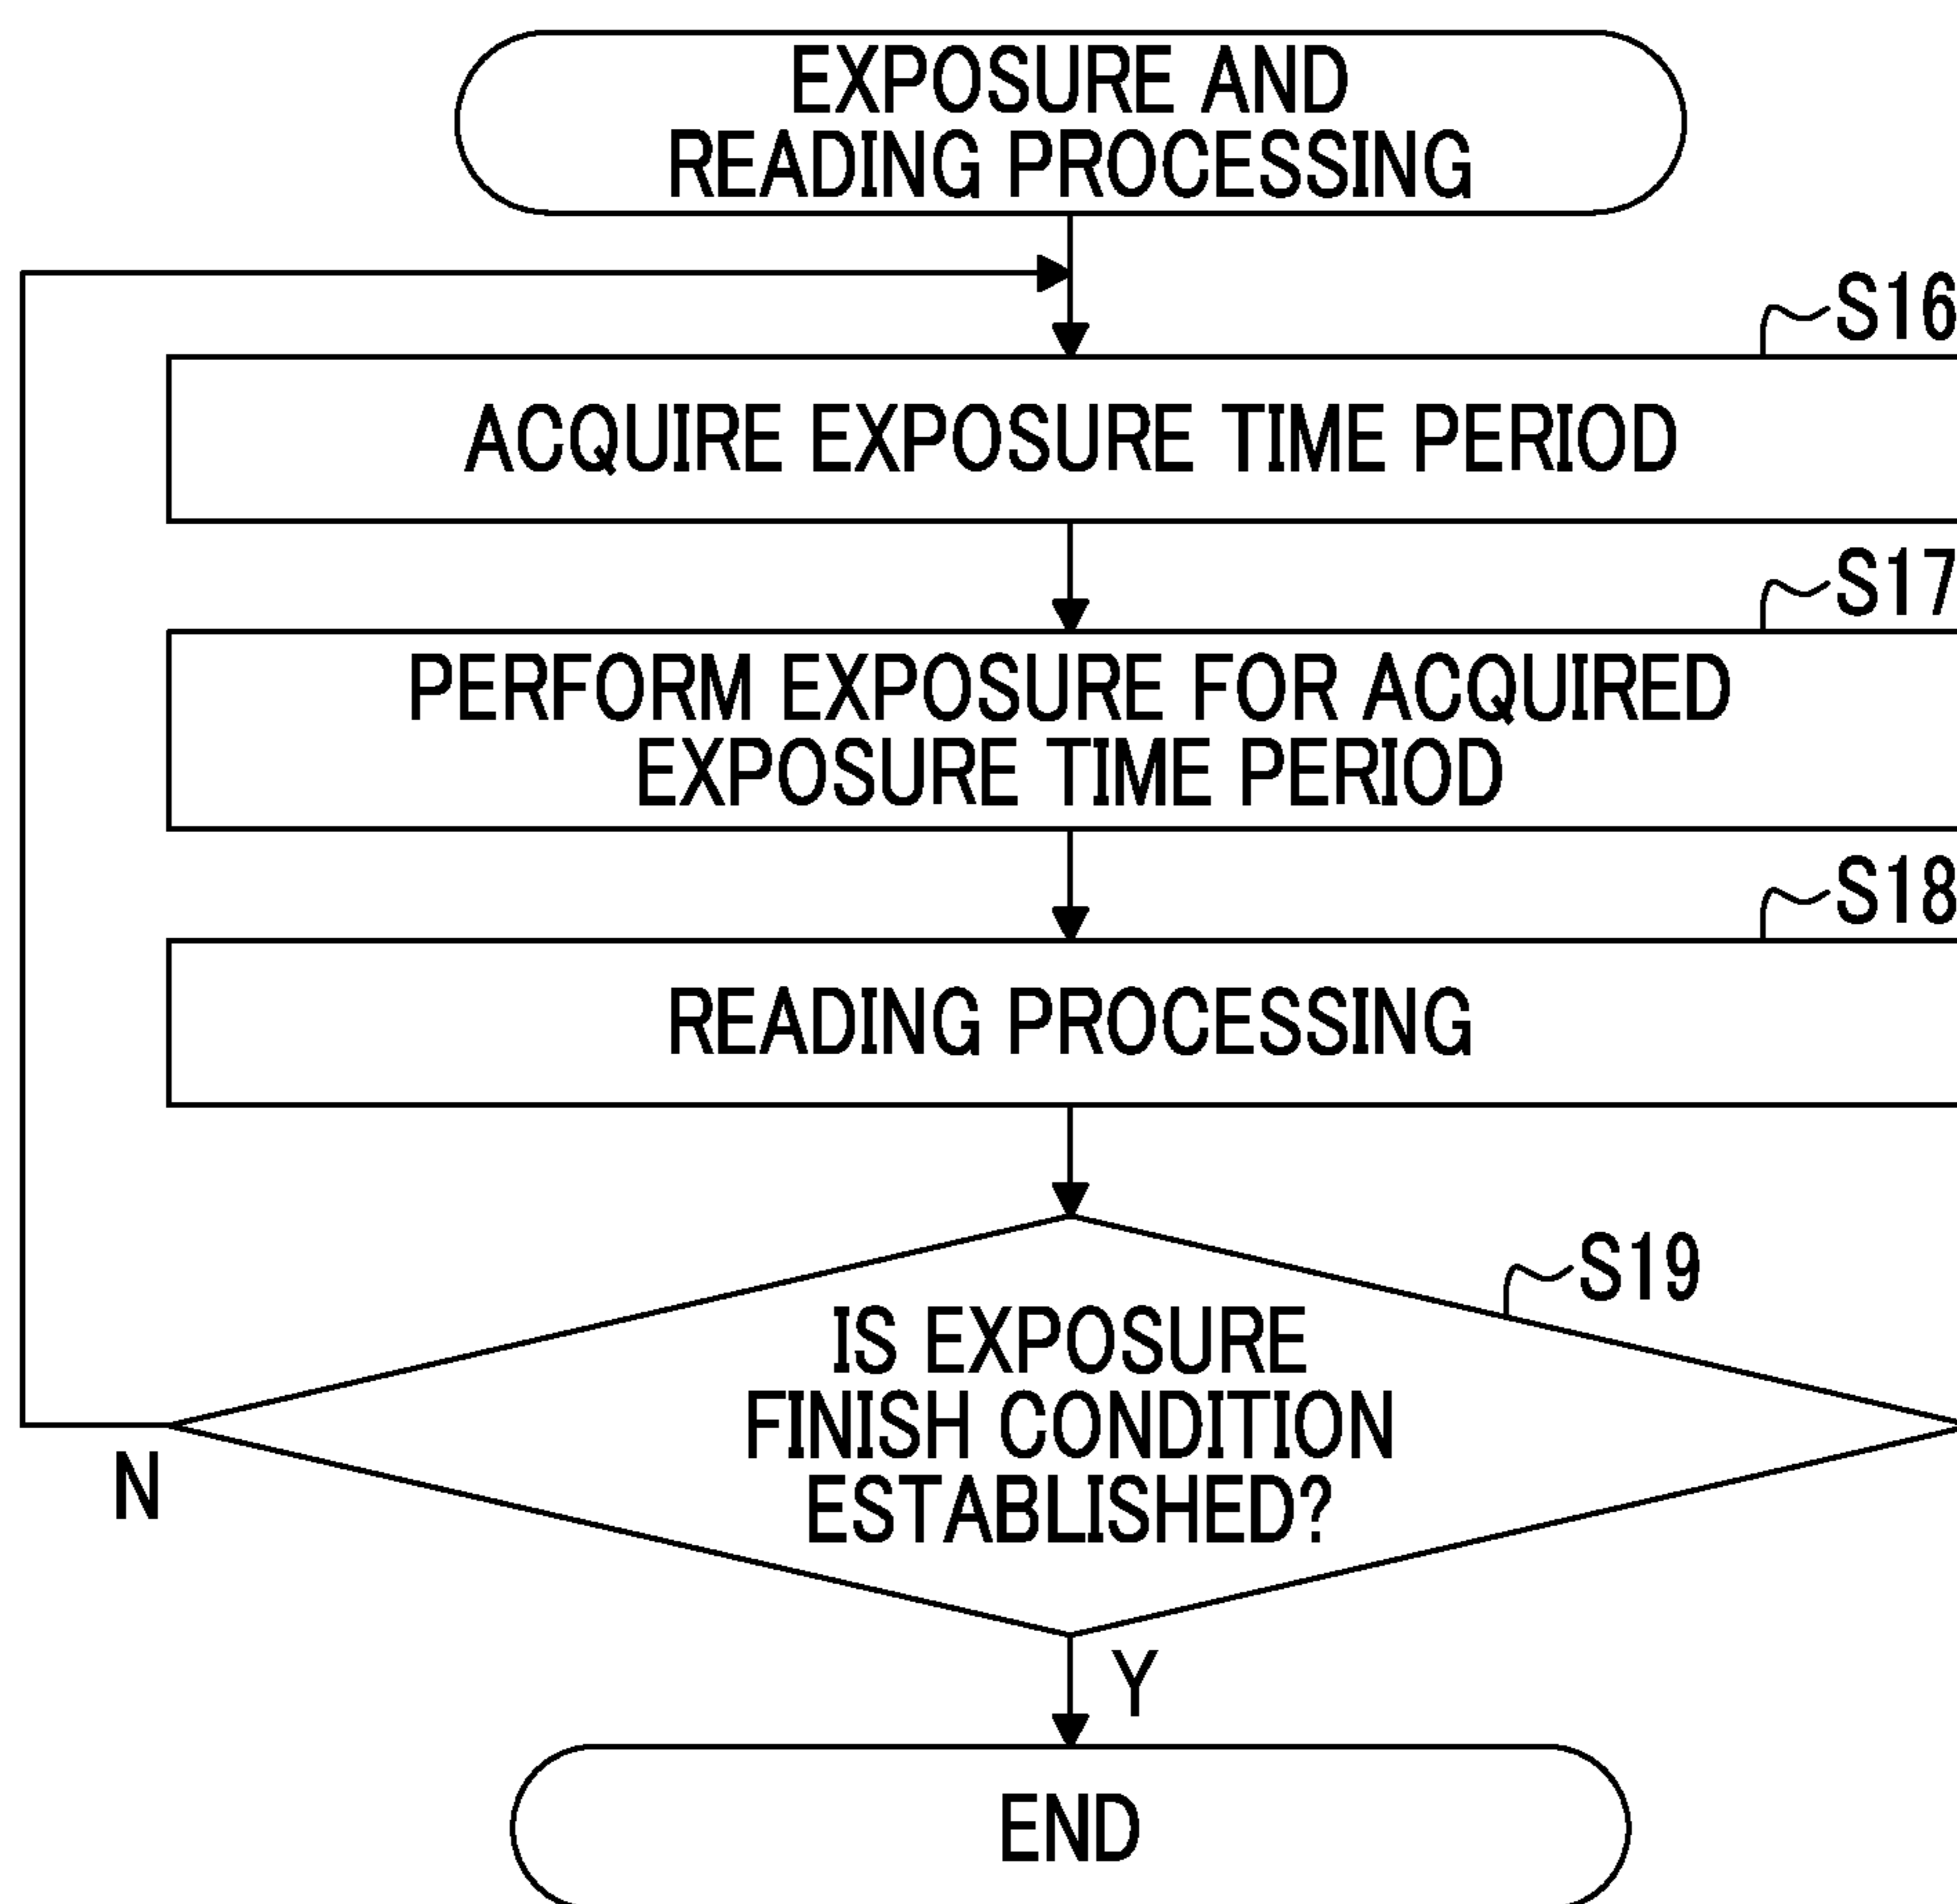 EXPOSURE AND
READING PROCESSING
S16
ACQUIRE EXPOSURE TIME PERIOD
S17
PERFORM EXPOSURE FOR ACQUIRED
EXPOSURE TIME PERIOD
S18
READING PROCESSING
S19
IS EXPOSURE
FINISH CONDITION
ESTABLISHED?
N
Y
END